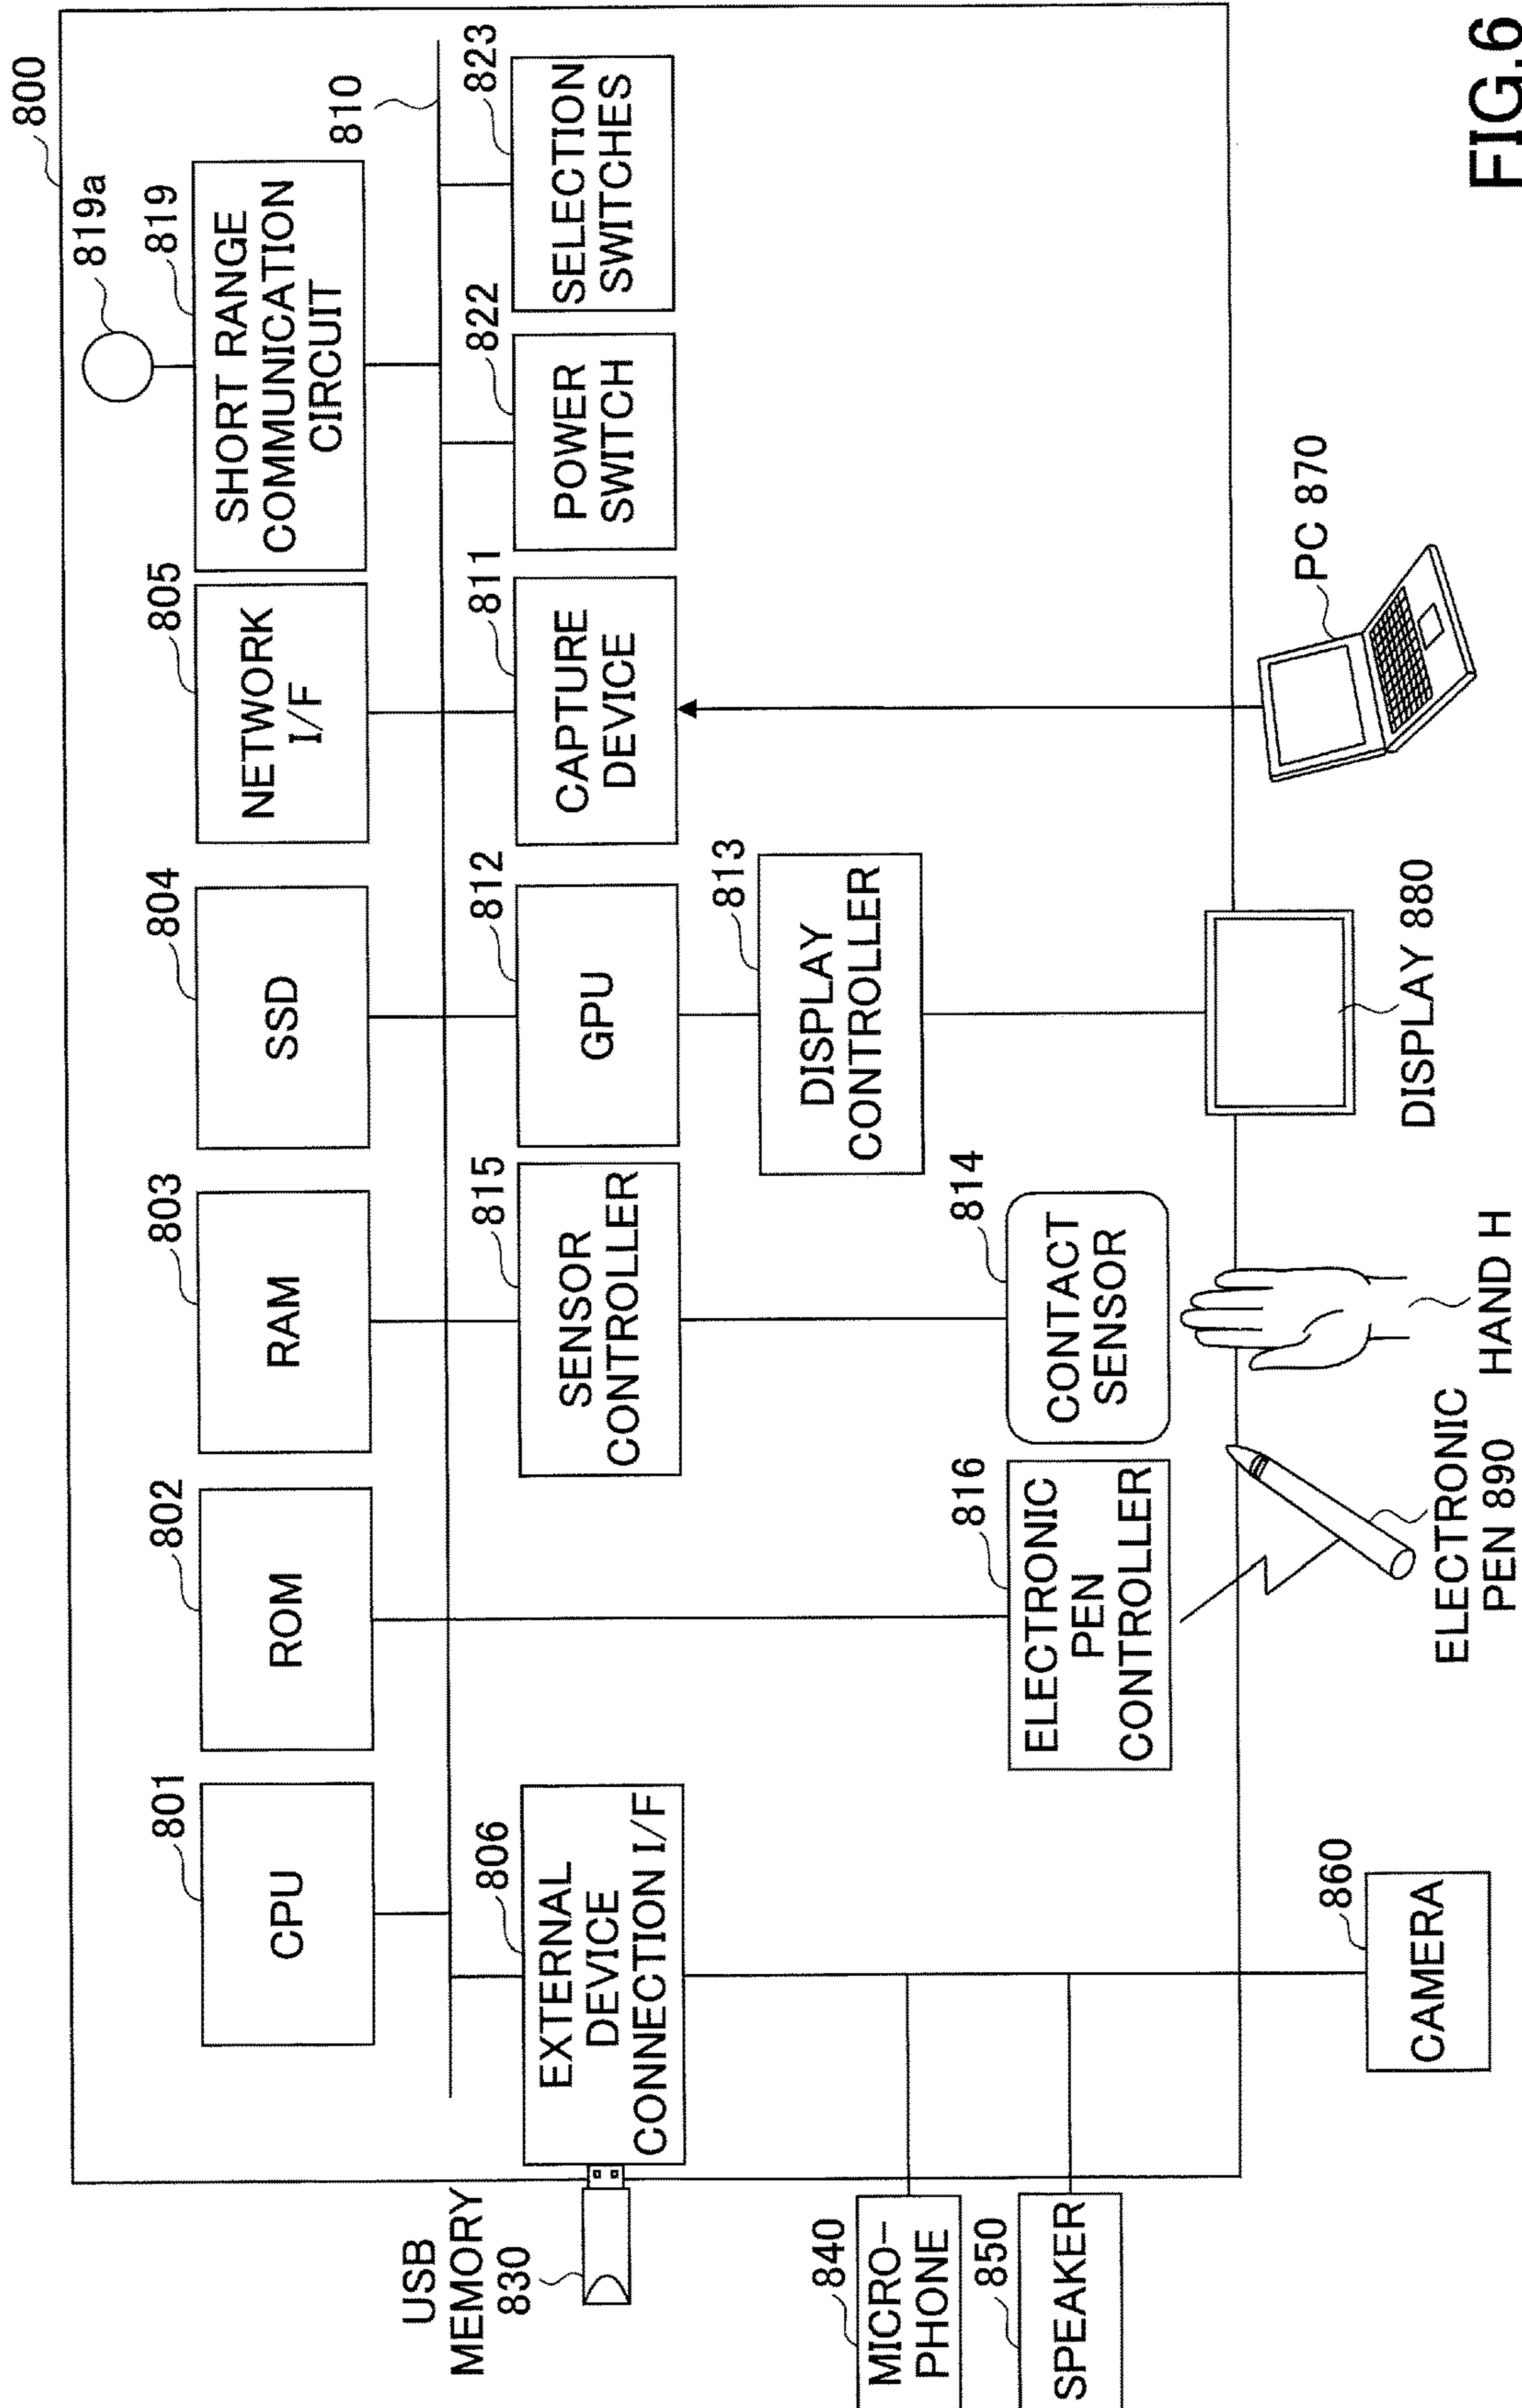 800
819a
801
CPU
802
ROM
803
RAM
804
SSD
805
NETWORK
I/F
819
SHORT RANGE
COMMUNICATION
CIRCUIT
810
USB
MEMORY
830
806
EXTERNAL
DEVICE
CONNECTION I/F
815
SENSOR
CONTROLLER
812
GPU
811
CAPTURE
DEVICE
822
POWER
SWITCH
823
SELECTION
SWITCHES
813
DISPLAY
CONTROLLER
840
MICRO-
PHONE
850
SPEAKER
816
ELECTRONIC
PEN
CONTROLLER
814
CONTACT
SENSOR
860
CAMERA
ELECTRONIC
PEN 890
HAND H
DISPLAY 880
PC 870
FIG.6